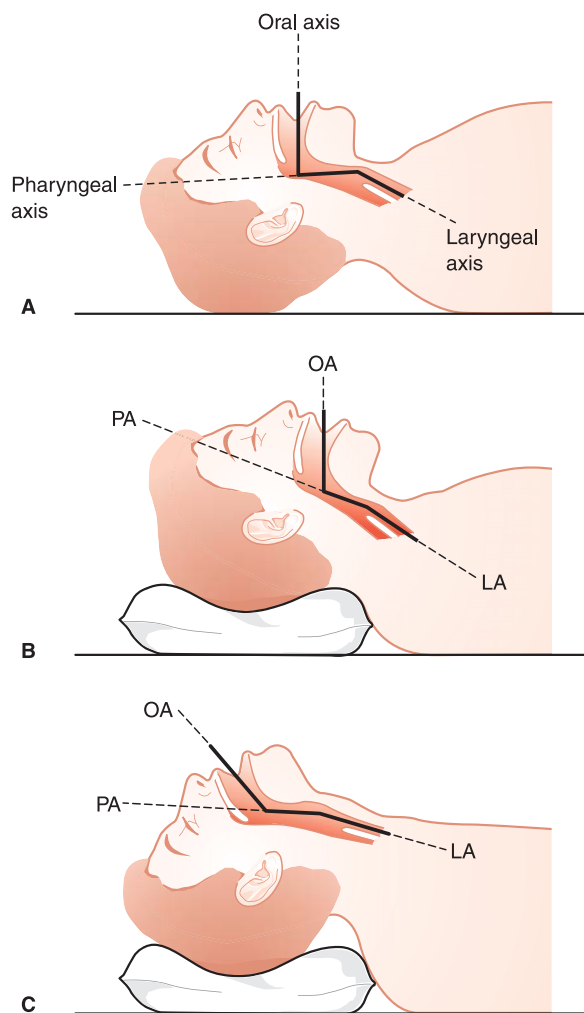 Oral axis
Pharyngeal
axis
Laryngeal
axis
A
OA
PA
LA
B
OA
PA
LA
C